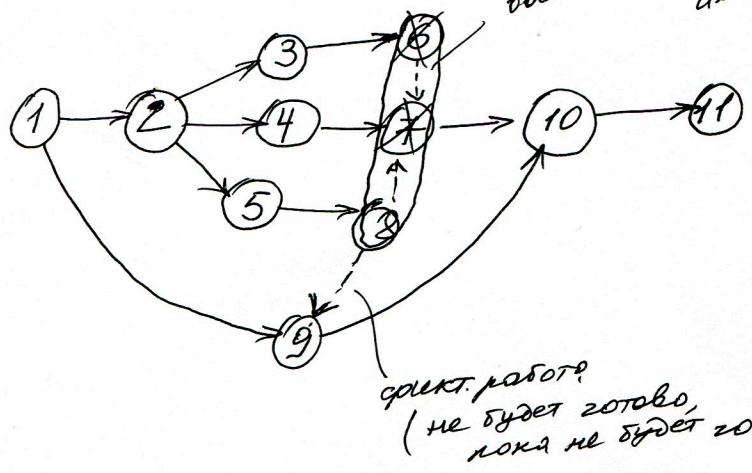 6
3
1 2 4 7 10 11
5
8
9
фикт. работа
( не будет готово,
пока не будет го